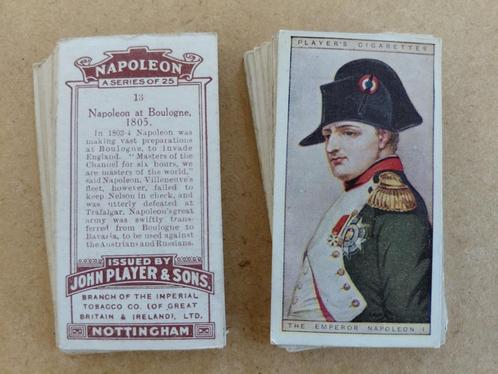 NAPOLEON
A SERIES OF 25
13
Napoleon at Boulogne,
1805.
In 1803-4 Napoleon was
making vast preparations
at Boulogne, to invade
England. "Masters of the
Channel for six hours, we
are masters of the world,"
said Napoleon. Villeneuve's
fleet, however, failed to
keep Nelson in check, and
was utterly defeated at
Trafalgar. Napoleon's great
army was swiftly trans-
ferred from Boulogne to
Bavaria, to be used against
the Austrians and Russians.
ISSUED BY
JOHN PLAYER & SONS.
BRANCH OF THE IMPERIAL
TOBACCO CO. (OF GREAT
BRITAIN & IRELAND), LTD.
NOTTINGHAM
PLAYER'S CIGARETTES
THE EMPEROR NAPOLEON I.